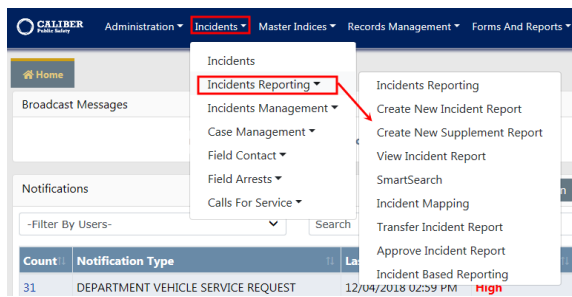 CALIBER
Public Safety
Administration Incidents Master Indices Records Management Forms And Reports
Home
Incidents
Incidents Reporting
Incidents Management
Case Management
Field Contact
Field Arrests
Calls For Service
Incidents Reporting
Create New Incident Report
Create New Supplement Report
View Incident Report
SmartSearch
Incident Mapping
Transfer Incident Report
Approve Incident Report
Incident Based Reporting
Broadcast Messages
Notifications
-Filter By Users- Search
Count Notification Type
31 DEPARTMENT VEHICLE SERVICE REQUEST 12/04/2018 02:59 PM High